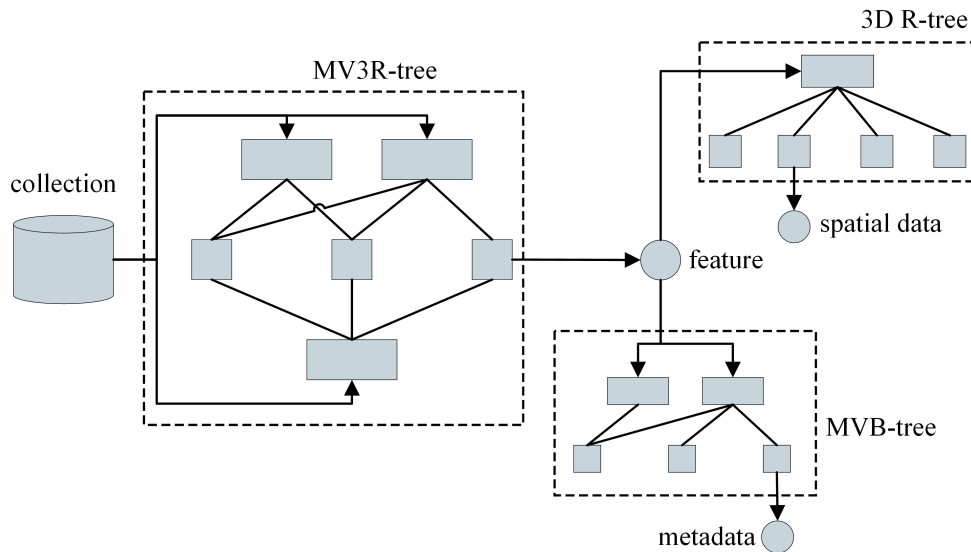 3D R-tree
MV3R-tree
collection
spatial data
feature
MVB-tree
metadata